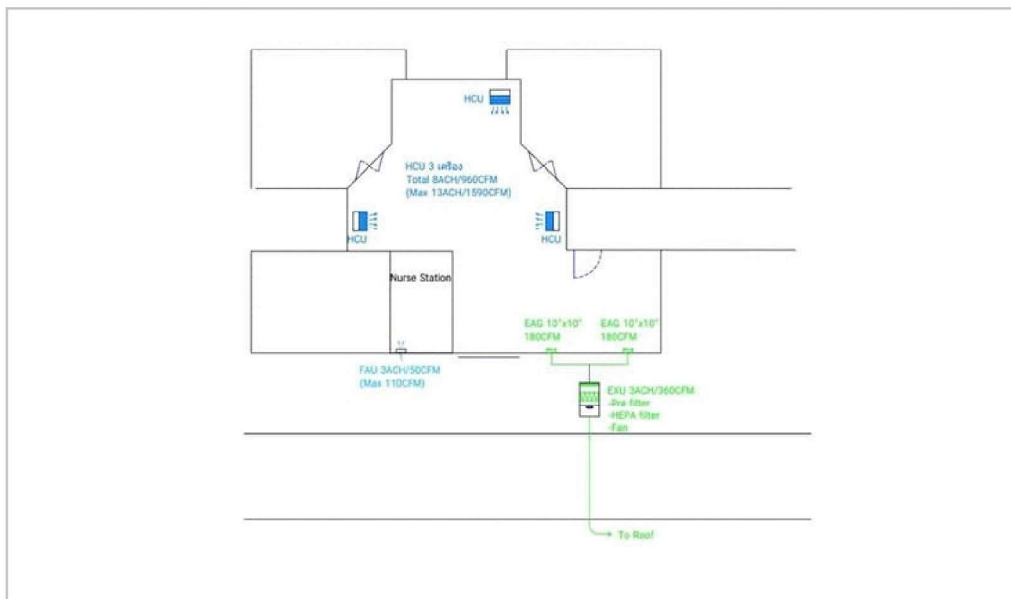 HCU
HCU 3 เครื่อง
Total 8ACH/960CFM
(Max 13ACH/1590CFM)
HCU
HCU
Nurse Station
EAG 10"x10"
180CFM
EAG 10"x10"
180CFM
FAU 3ACH/50CFM
(Max 110CFM)
EXU 3ACH/360CFM
-Pre filter
-HEPA filter
-Fan
To Roof